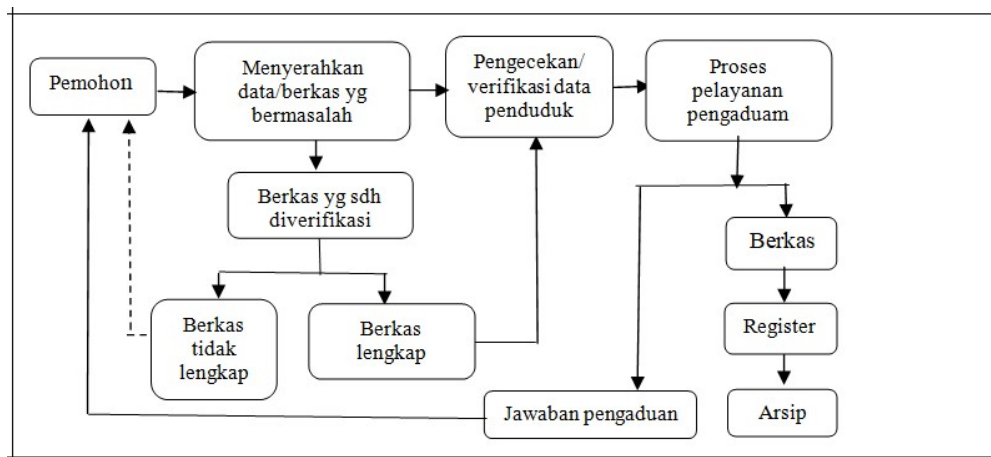 Pemohon
Menyerahkan
data/berkas yg
bermasalah
Pengecekan/
verifikasi data
penduduk
Proses
pelayanan
pengaduam
Berkas yg sdh
diverifikasi
Berkas
tidak
lengkap
Berkas
lengkap
Berkas
Register
Arsip
Jawaban pengaduan